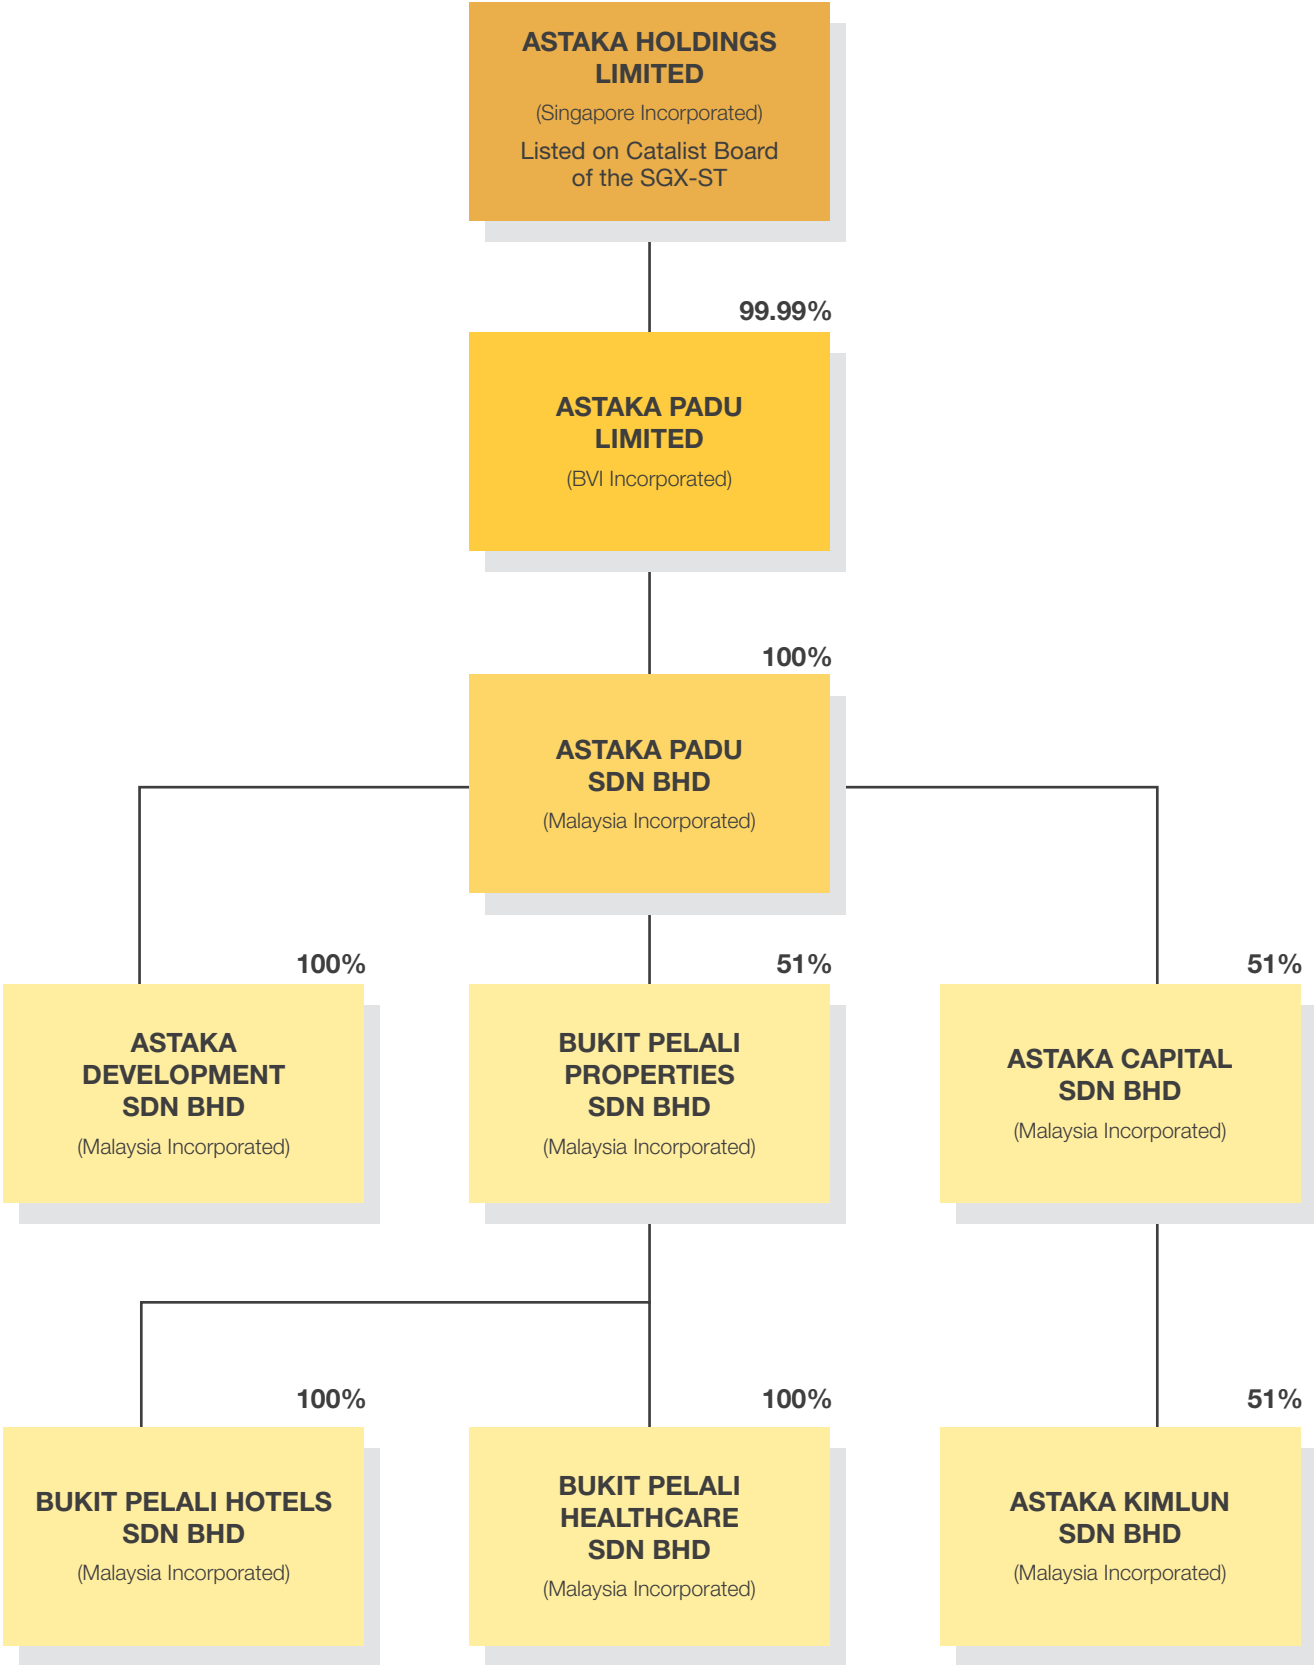 ASTAKA HOLDINGS
LIMITED
(Singapore Incorporated)
Listed on Catalist Board
of the SGX-ST
99.99%
ASTAKA PADU
LIMITED
(BVI Incorporated)
100%
ASTAKA PADU
SDN BHD
(Malaysia Incorporated)
100%
ASTAKA
DEVELOPMENT
SDN BHD
(Malaysia Incorporated)
51%
BUKIT PELALI
PROPERTIES
SDN BHD
(Malaysia Incorporated)
51%
ASTAKA CAPITAL
SDN BHD
(Malaysia Incorporated)
100%
BUKIT PELALI HOTELS
SDN BHD
(Malaysia Incorporated)
100%
BUKIT PELALI
HEALTHCARE
SDN BHD
(Malaysia Incorporated)
51%
ASTAKA KIMLUN
SDN BHD
(Malaysia Incorporated)